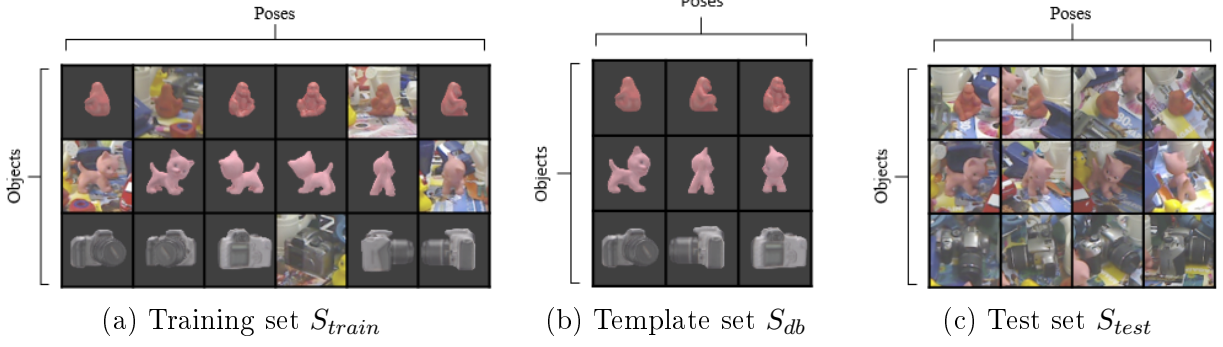 Poses
Objects
(a) Training set S_train
Poses
Objects
(b) Template set S_db
Poses
Objects
(c) Test set S_test